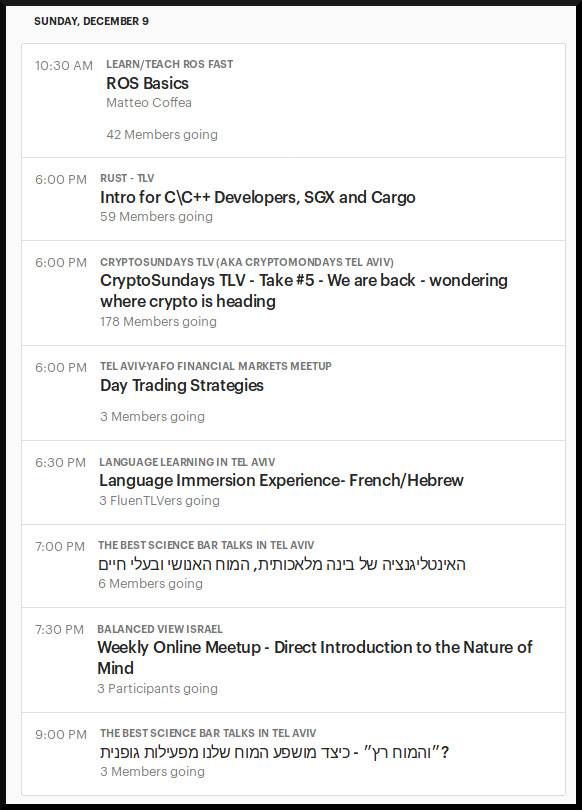 SUNDAY, DECEMBER 9
10:30 AM
LEARN/TEACH ROS FAST
ROS Basics
Matteo Coffea
42 Members going
6:00 PM
RUST - TLV
Intro for C\C++ Developers, SGX and Cargo
59 Members going
6:00 PM
CRYPTOSUNDAYS TLV (AKA CRYPTOMONDAYS TEL AVIV)
CryptoSundays TLV - Take #5 - We are back - wondering
where crypto is heading
178 Members going
6:00 PM
TEL AVIV-YAFO FINANCIAL MARKETS MEETUP
Day Trading Strategies
3 Members going
6:30 PM
LANGUAGE LEARNING IN TEL AVIV
Language Immersion Experience- French/Hebrew
3 FluenTLVers going
7:00 PM
THE BEST SCIENCE BAR TALKS IN TEL AVIV
האינטליגנציה של בינה מלאכותית, המוח האנושי ובעלי חיים
6 Members going
7:30 PM
BALANCED VIEW ISRAEL
Weekly Online Meetup - Direct Introduction to the Nature of
Mind
3 Participants going
9:00 PM
THE BEST SCIENCE BAR TALKS IN TEL AVIV
״והמוח רץ״ - כיצד מושפע המוח שלנו מפעילות גופנית?
3 Members going